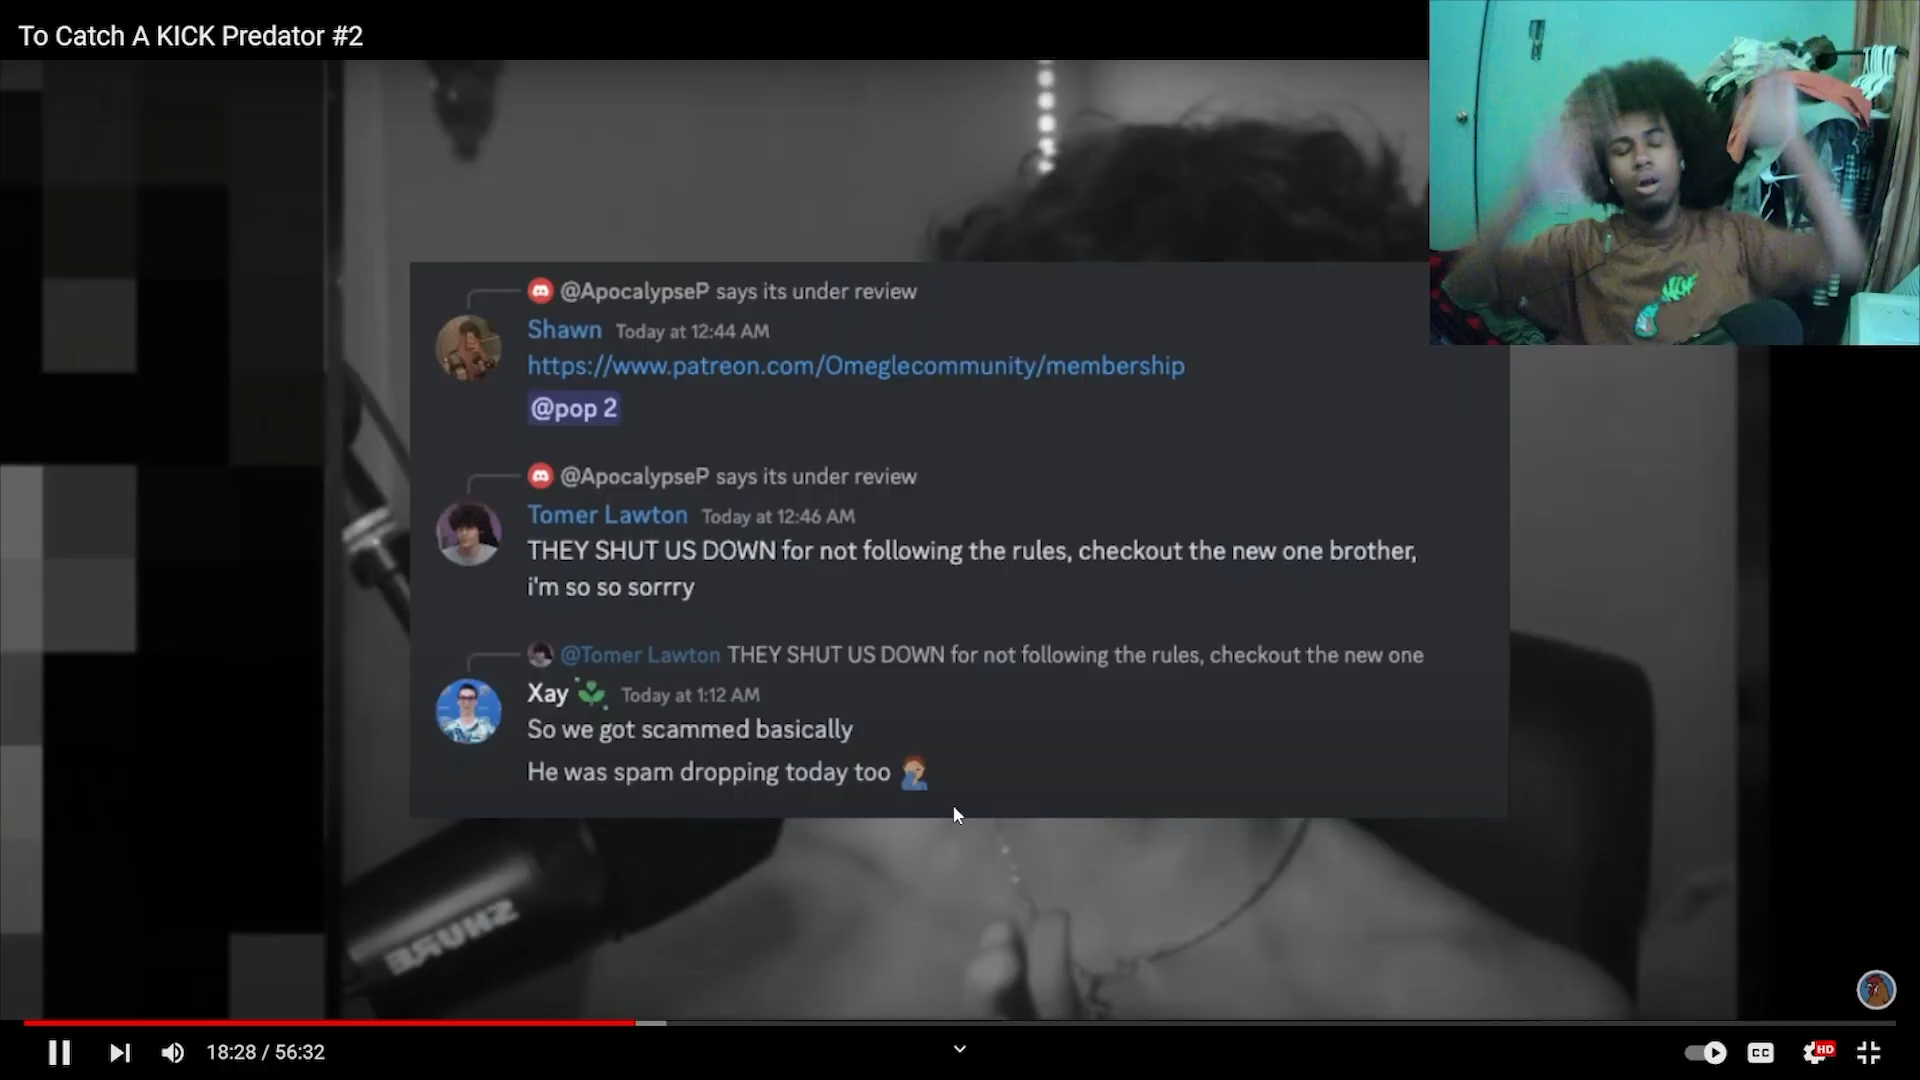 To Catch A KICK Predator #2
@ApocalypseP says its under review
Shawn Today at 12:44 AM
https://www.patreon.com/Omeglecommunity/membership
@pop 2
@ApocalypseP says its under review
Tomer Lawton Today at 12:46 AM
THEY SHUT US DOWN for not following the rules, checkout the new one brother,
i'm so so sorrry
@Tomer Lawton THEY SHUT US DOWN for not following the rules, checkout the new one
Xay Today at 1:12 AM
So we got scammed basically
He was spam dropping today too
SHURE
18:28 / 56:32
CC
HD